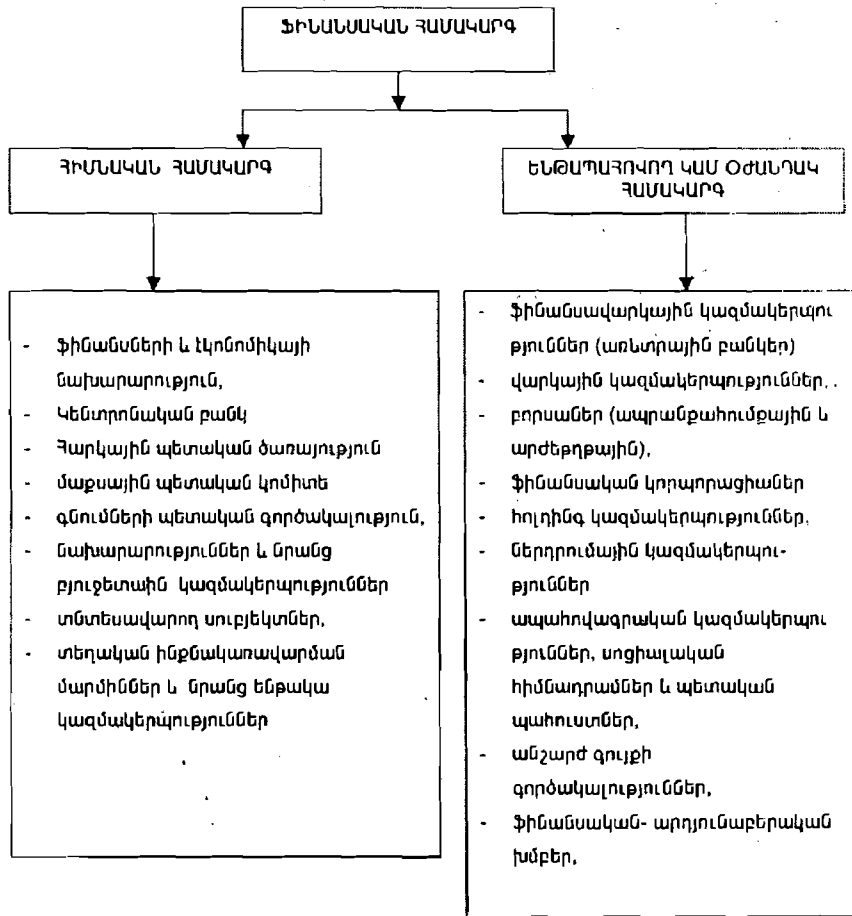 ՖԻՆԱՆՍԱԿԱՆ ՀԱՄԱԿԱՐԳ
ՀԻՄՆԱԿԱՆ ՀԱՄԱԿԱՐԳ
- ֆինանսների և էկոնոմիկայի
նախարարություն,
- Կենտրոնական բանկ
- Հարկային պետական ծառայություն
- մաքսային պետական կոմիտե
- գնումների պետական գործակալություն,
- նախարարություններ և նրանց
բյուջետաին կազմակերպություններ
- տնտեսավարող սուբյեկտներ,
- տեղական ինքնակառավարման
մարմիններ և նրանց ենթակա
կազմակերպություններ
ԵՆԹԱՊԱՀՈՎՈՂ ԿԱՄ ՕԺԱՆԴԱԿ
ՀԱՄԱԿԱՐԳ
- ֆինանսավարկային կազմակերպու
թյուններ (առևտրային բանկեր)
- վարկային կազմակերպություններ, .
- բորսաներ (ապրանքահումքային և
արժեթղթային),
- ֆինանսական կորպորացիաներ
- հոլդինգ կազմակերպություններ,
- ներդրումային կազմակերպու-
թյուններ
- ապահովագրական կազմակերպու
թյուններ, սոցիալական
հիմնադրամներ և պետական
պահուստներ,
- անշարժ գույքի
գործակալություններ,
- ֆինանսական- արդյունաբերական
խմբեր,